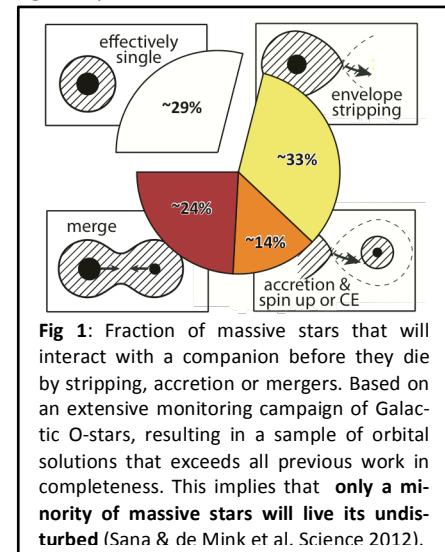 effectively
single
envelope
stripping
~29%
~33%
~24%
~14%
merge
accretion &
spin up or CE
Fig 1: Fraction of massive stars that will
interact with a companion before they die
by stripping, accretion or mergers. Based on
an extensive monitoring campaign of Galac-
tic O-stars, resulting in a sample of orbital
solutions that exceeds all previous work in
completeness. This implies that only a mi-
nority of massive stars will live its undis-
turbed (Sana & de Mink et al. Science 2012).